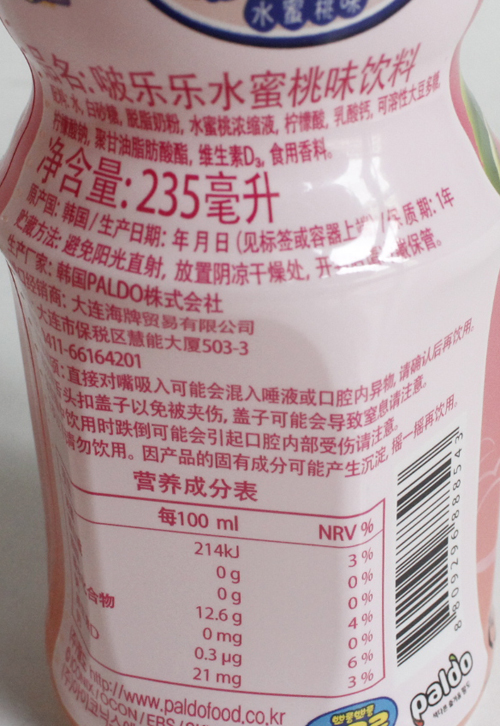 水蜜桃味
名: 啵乐乐水蜜桃味饮料
水, 白砂糖, 脱脂奶粉, 水蜜桃浓缩液, 柠檬酸, 乳酸钙, 可溶性大豆多糖,
柠檬酸钠, 聚甘油脂肪酸酯, 维生素D₃, 食用香料。
净含量: 235毫升
原产国: 韩国 / 生产日期: 年月日 (见标签或容器上 质期: 1年
贮藏方法: 避免阳光直射, 放置阴凉干燥处, 保管。
生产厂家: 韩国PALDO株式会社
经销商: 大连海牌贸易有限公司
大连市保税区慧能大厦503-3
411-66164201
直接对嘴吸入可能会混入唾液或口腔内异物, 请确认后再饮用,
舌头扣盖子以免被夹伤, 盖子可能会导致窒息请注意。
饮用时跌倒可能会引起口腔内部受伤请注意。
请勿饮用。因产品的固有成分可能产生沉淀, 摇一摇再饮用。
营养成分表
每100 ml NRV %
214kJ 3 %
0 g 0 %
0 g 0 %
合物 12.6 g 4 %
0 mg 0 %
0.3 μg 6 %
21 mg 3 %
http://www.paldofood.co.kr
8809296888543
paldo